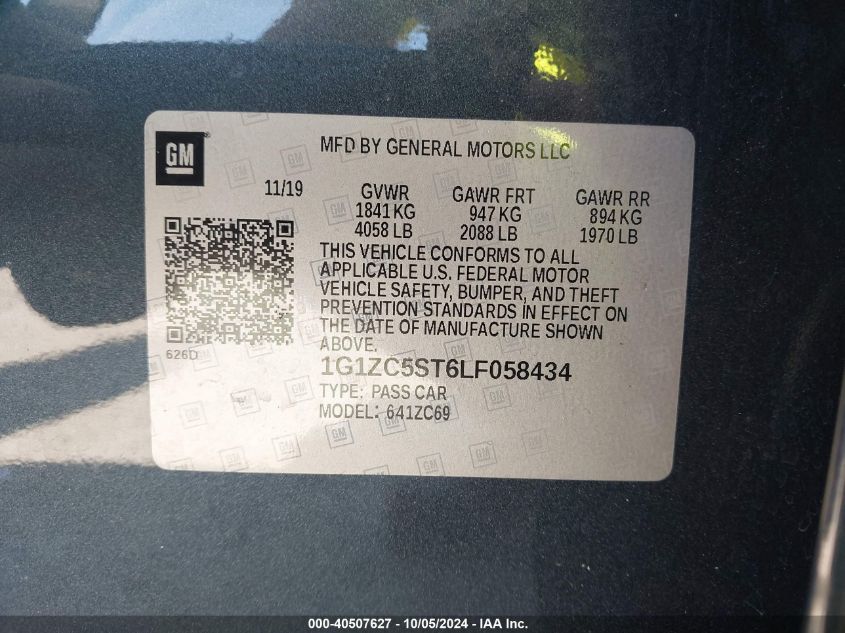 GM
MFD BY GENERAL MOTORS LLC
11/19
GVWR GAWR FRT GAWR RR
1841 KG 947 KG 894 KG
4058 LB 2088 LB 1970 LB
THIS VEHICLE CONFORMS TO ALL
APPLICABLE U.S. FEDERAL MOTOR
VEHICLE SAFETY, BUMPER, AND THEFT
PREVENTION STANDARDS IN EFFECT ON
THE DATE OF MANUFACTURE SHOWN
ABOVE.
626D
1G1ZC5ST6LF058434
TYPE: PASS CAR
MODEL: 641ZC69
000-40507627 - 10/05/2024 - IAA Inc.